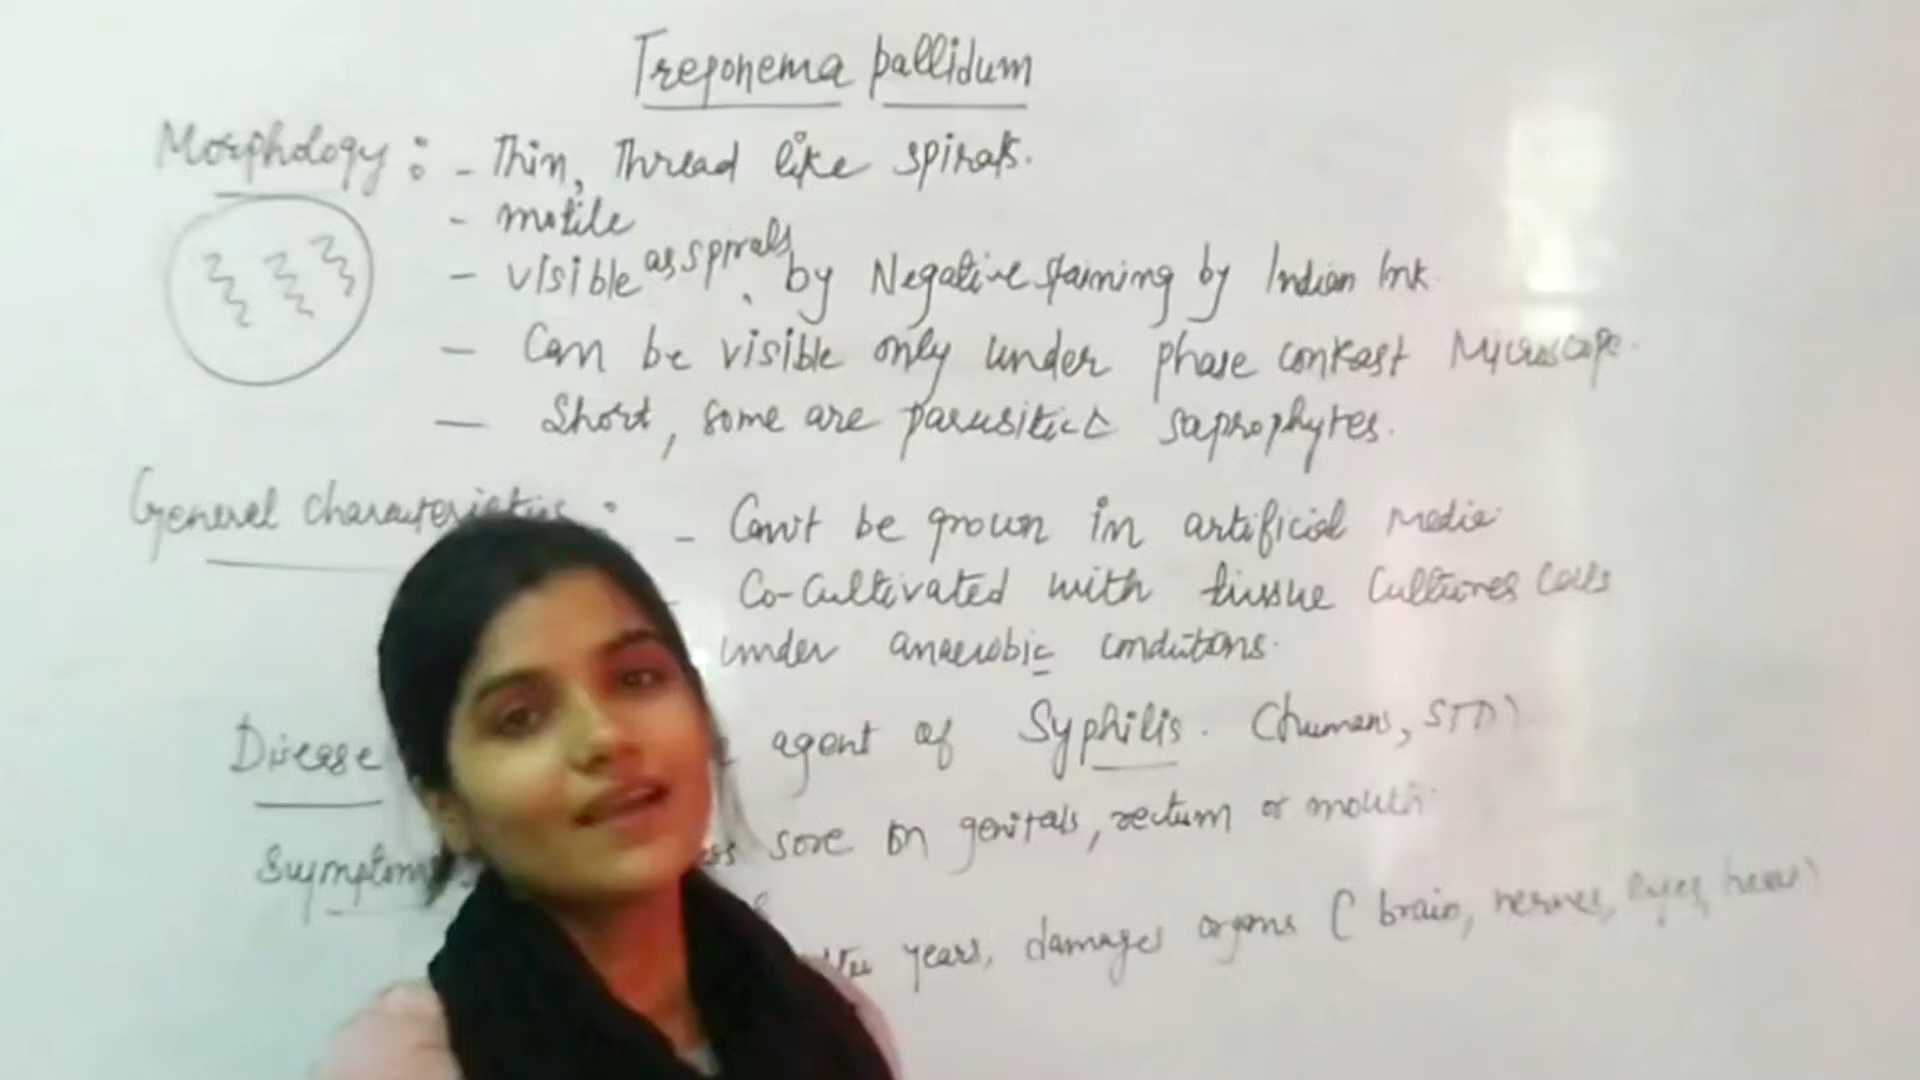 Treponema pallidum
Morphology : - Thin, Thread like spirals.
- motile
- visible as spirals by Negative staining by Indian Ink.
- Can be visible only under phase contrast Microscope.
- Short, some are parasitic & saprophytes.
General characteristics : - Can't be grown in artificial media
- Co-cultivated with tissue Cultures Cells
under anaerobic conditions.
Disease agent of Syphilis. (humans, STD)
Symptoms sore on genitals, rectum or mouth
years, damages organs (brain, nerves, eyes, heart)